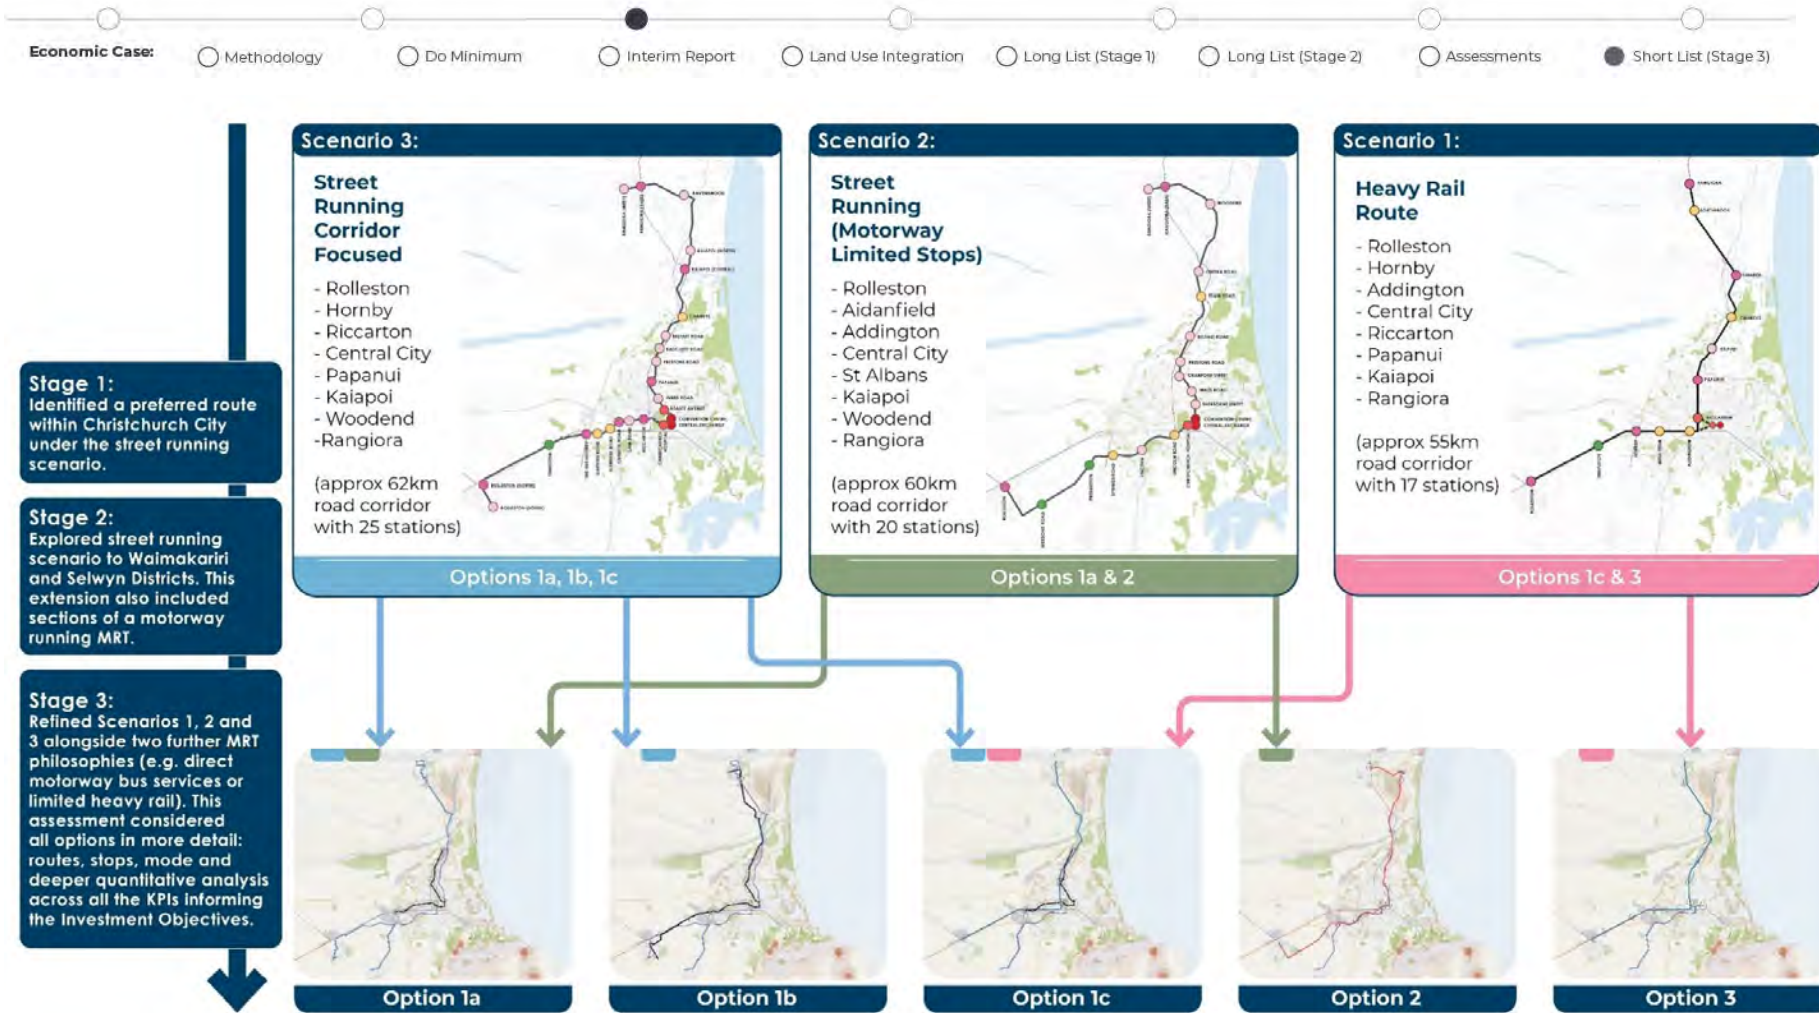 Economic Case:
Methodology
Do Minimum
Interim Report
Land Use Integration
Long List (Stage 1)
Long List (Stage 2)
Assessments
Short List (Stage 3)
Stage 1:
Identified a preferred route
within Christchurch City
under the street running
scenario.
Stage 2:
Explored street running
scenario to Waimakariri
and Selwyn Districts. This
extension also included
sections of a motorway
running MRT.
Stage 3:
Refined Scenarios 1, 2 and
3 alongside two further MRT
philosophies (e.g. direct
motorway bus services or
limited heavy rail). This
assessment considered
all options in more detail:
routes, stops, mode and
deeper quantitative analysis
across all the KPIs informing
the Investment Objectives.
Scenario 3:
Street
Running
Corridor
Focused
- Rolleston
- Hornby
- Riccarton
- Central City
- Papanui
- Kaiapoi
- Woodend
-Rangiora
(approx 62km
road corridor
with 25 stations)
PAPANUI
Options 1a, 1b, 1c
Scenario 2:
Street
Running
(Motorway
Limited Stops)
- Rolleston
- Aidanfield
- Addington
- Central City
- St Albans
- Kaiapoi
- Woodend
- Rangiora
(approx 60km
road corridor
with 20 stations)
Options 1a & 2
Scenario 1:
Heavy Rail
Route
- Rolleston
- Hornby
- Addington
- Central City
- Riccarton
- Papanui
- Kaiapoi
- Rangiora
(approx 55km
road corridor
with 17 stations)
Options 1c & 3
Option 1a
Option 1b
Option 1c
Option 2
Option 3